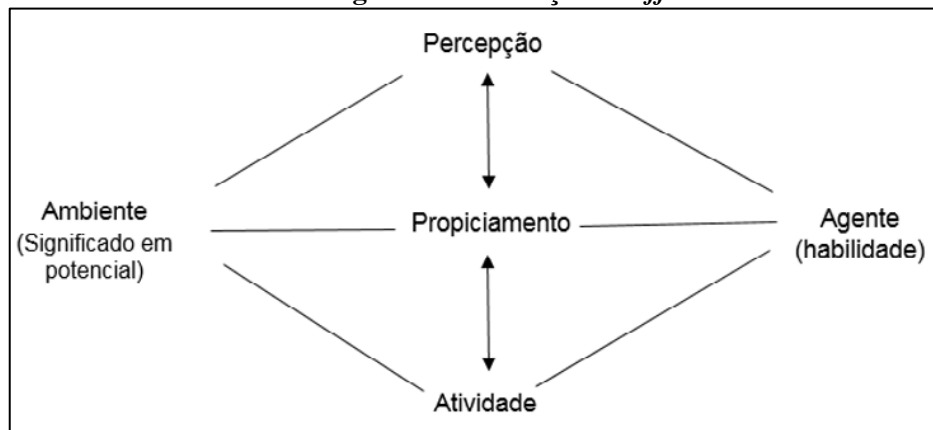 Percepção
Ambiente
(Significado em
potencial)
Propiciamento
Agente
(habilidade)
Atividade